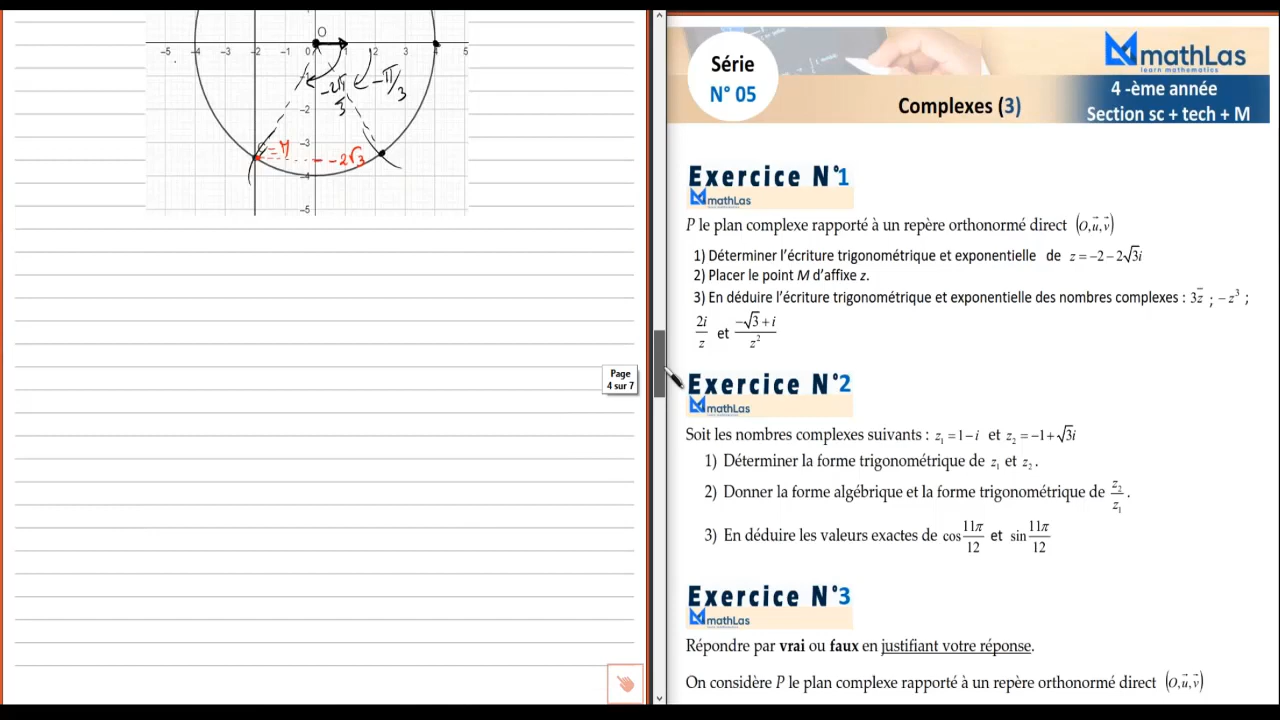 O
-5 -4 -3 -2 -1 0 1 2 3 4 5
-2π/3 -π/3
-2
-3
M -2√3
-4
-5
Page
4 sur 7
Série
N° 05
mathLas
learn mathematics
Complexes (3)
4 -ème année
Section sc + tech + M
Exercice N°1
mathLas
P le plan complexe rapporté à un repère orthonormé direct (O,u⃗,v⃗)
1) Déterminer l'écriture trigonométrique et exponentielle de z = -2 - 2√3i
2) Placer le point M d'affixe z.
3) En déduire l'écriture trigonométrique et exponentielle des nombres complexes : 3z̅ ; -z³ ;
2i/z et (-√3+i)/z²
Exercice N°2
mathLas
Soit les nombres complexes suivants : z₁ = 1 - i et z₂ = -1 + √3i
1) Déterminer la forme trigonométrique de z₁ et z₂.
2) Donner la forme algébrique et la forme trigonométrique de z₂/z₁.
3) En déduire les valeurs exactes de cos 11π/12 et sin 11π/12
Exercice N°3
mathLas
Répondre par vrai ou faux en justifiant votre réponse.
On considère P le plan complexe rapporté à un repère orthonormé direct (O,u⃗,v⃗)